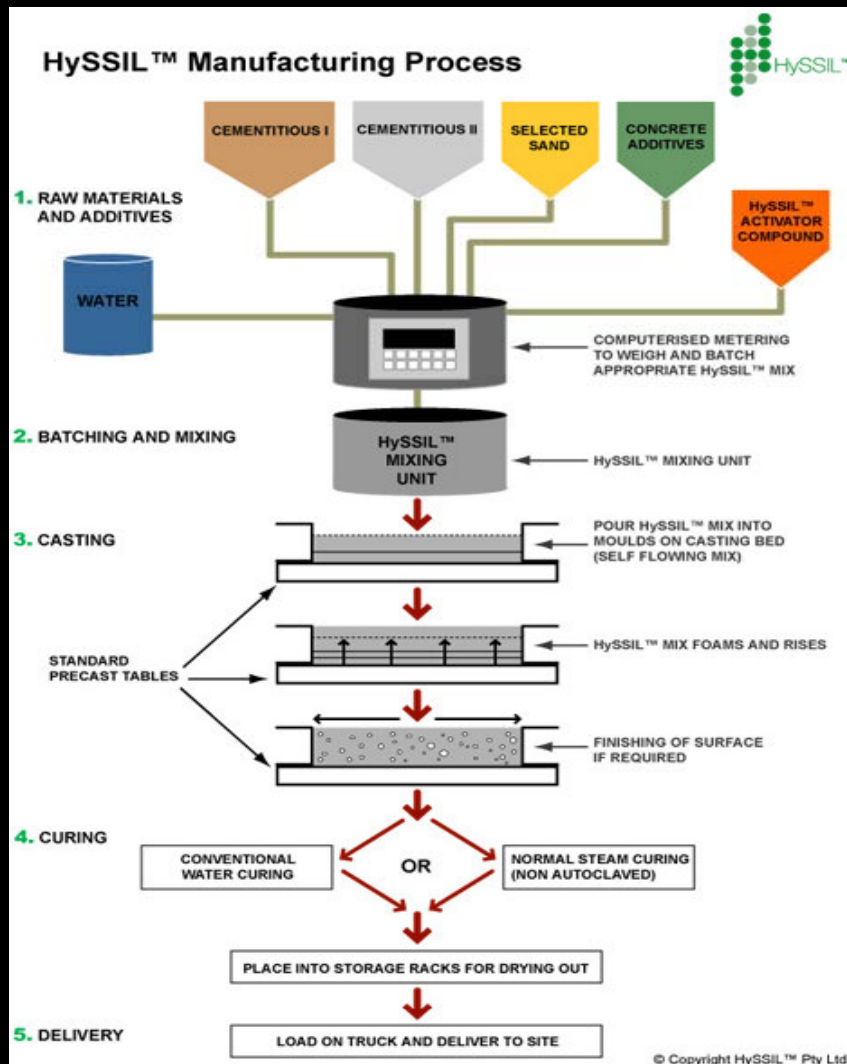 HySSIL™ Manufacturing Process
HySSIL™
CEMENTITIOUS I
CEMENTITIOUS II
SELECTED
SAND
CONCRETE
ADDITIVES
1. RAW MATERIALS
AND ADDITIVES
HySSIL™
ACTIVATOR
COMPOUND
WATER
COMPUTERISED METERING
TO WEIGH AND BATCH
APPROPRIATE HySSIL™ MIX
2. BATCHING AND MIXING
HySSIL™
MIXING
UNIT
HySSIL™ MIXING UNIT
3. CASTING
POUR HySSIL™ MIX INTO
MOULDS ON CASTING BED
(SELF FLOWING MIX)
HySSIL™ MIX FOAMS AND RISES
STANDARD
PRECAST TABLES
FINISHING OF SURFACE
IF REQUIRED
4. CURING
CONVENTIONAL
WATER CURING
OR
NORMAL STEAM CURING
(NON AUTOCLAVED)
PLACE INTO STORAGE RACKS FOR DRYING OUT
5. DELIVERY
LOAD ON TRUCK AND DELIVER TO SITE
© Copyright HySSIL™ Pty Ltd